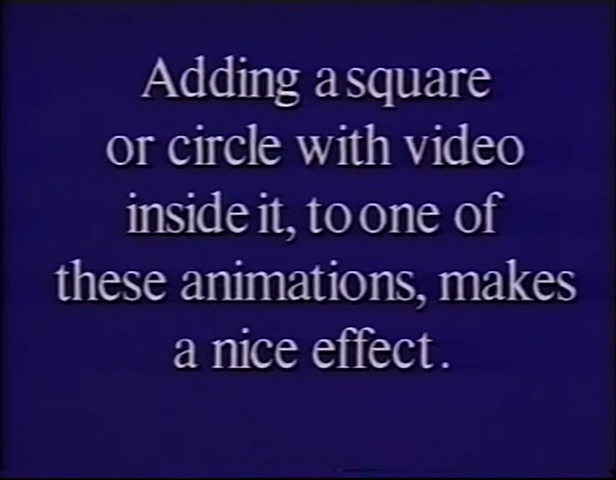 Adding a square
or circle with video
inside it, to one of
these animations, makes
a nice effect.